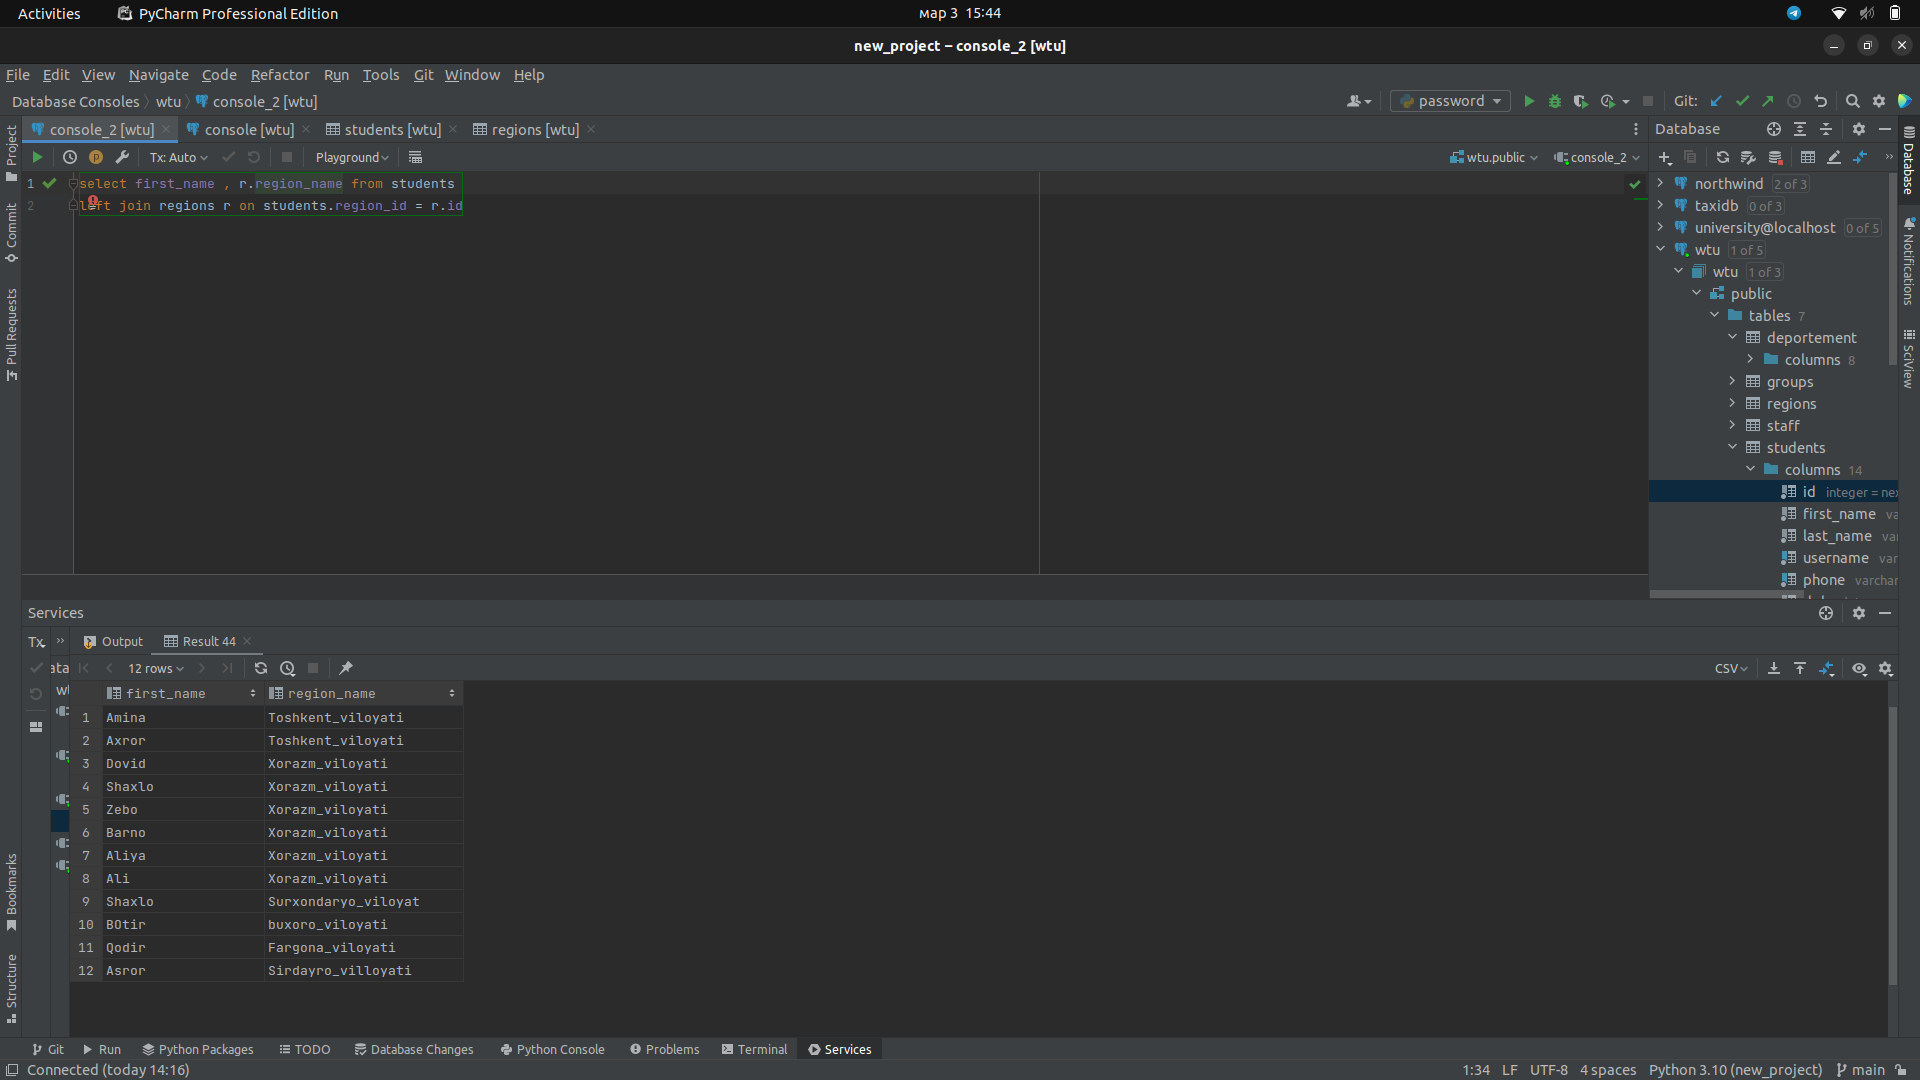 Activities PyCharm Professional Edition мар 3 15:44
new_project – console_2 [wtu]
File Edit View Navigate Code Refactor Run Tools Git Window Help
Database Consoles wtu console_2 [wtu] password Git:
console_2 [wtu] console [wtu] students [wtu] regions [wtu] Database
Tx: Auto Playground wtu.public console_2
1 select first_name , r.region_name from students
2 left join regions r on students.region_id = r.id
northwind 2 of 3
taxidb 0 of 3
university@localhost 0 of 5
wtu 1 of 5
wtu 1 of 3
public
tables 7
deportement
columns 8
groups
regions
staff
students
columns 14
id integer = nex
first_name va
last_name var
username var
phone varchar
Project
Commit
Pull Requests
Bookmarks
Structure
Database
Notifications
SciView
Services
Tx Output Result 44
ata 12 rows CSV
first_name region_name
1 Amina Toshkent_viloyati
2 Axror Toshkent_viloyati
3 Dovid Xorazm_viloyati
4 Shaxlo Xorazm_viloyati
5 Zebo Xorazm_viloyati
6 Barno Xorazm_viloyati
7 Aliya Xorazm_viloyati
8 Ali Xorazm_viloyati
9 Shaxlo Surxondaryo_viloyat
10 BOtir buxoro_viloyati
11 Qodir Fargona_viloyati
12 Asror Sirdayro_villoyati
Git Run Python Packages TODO Database Changes Python Console Problems Terminal Services
Connected (today 14:16) 1:34 LF UTF-8 4 spaces Python 3.10 (new_project) main